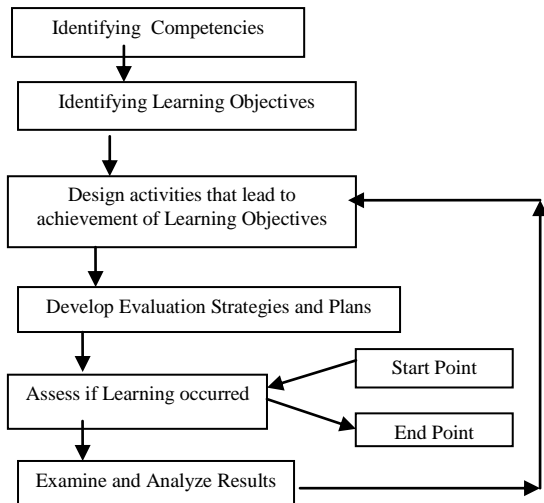 Identifying Competencies
Identifying Learning Objectives
Design activities that lead to
achievement of Learning Objectives
Develop Evaluation Strategies and Plans
Start Point
Assess if Learning occurred
End Point
Examine and Analyze Results